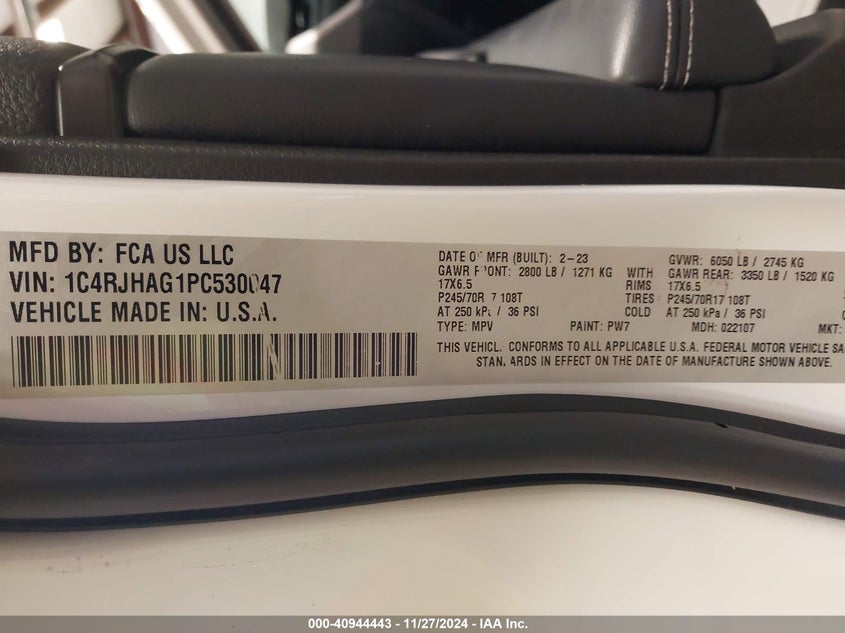 MFD BY: FCA US LLC
VIN: 1C4RJHAG1PC530047
VEHICLE MADE IN: U.S.A.
DATE OF MFR (BUILT): 2-23 GVWR: 6050 LB / 2745 KG
GAWR FRONT: 2800 LB / 1271 KG WITH GAWR REAR: 3350 LB / 1520 KG
17X6.5 RIMS 17X6.5
P245/70R17 108T TIRES P245/70R17 108T
AT 250 kPa / 36 PSI COLD AT 250 kPa / 36 PSI
TYPE: MPV PAINT: PW7 MDH: 022107 MKT:
THIS VEHICLE CONFORMS TO ALL APPLICABLE U.S.A. FEDERAL MOTOR VEHICLE SA
STANDARDS IN EFFECT ON THE DATE OF MANUFACTURE SHOWN ABOVE.
000-40944443 - 11/27/2024 - IAA Inc.